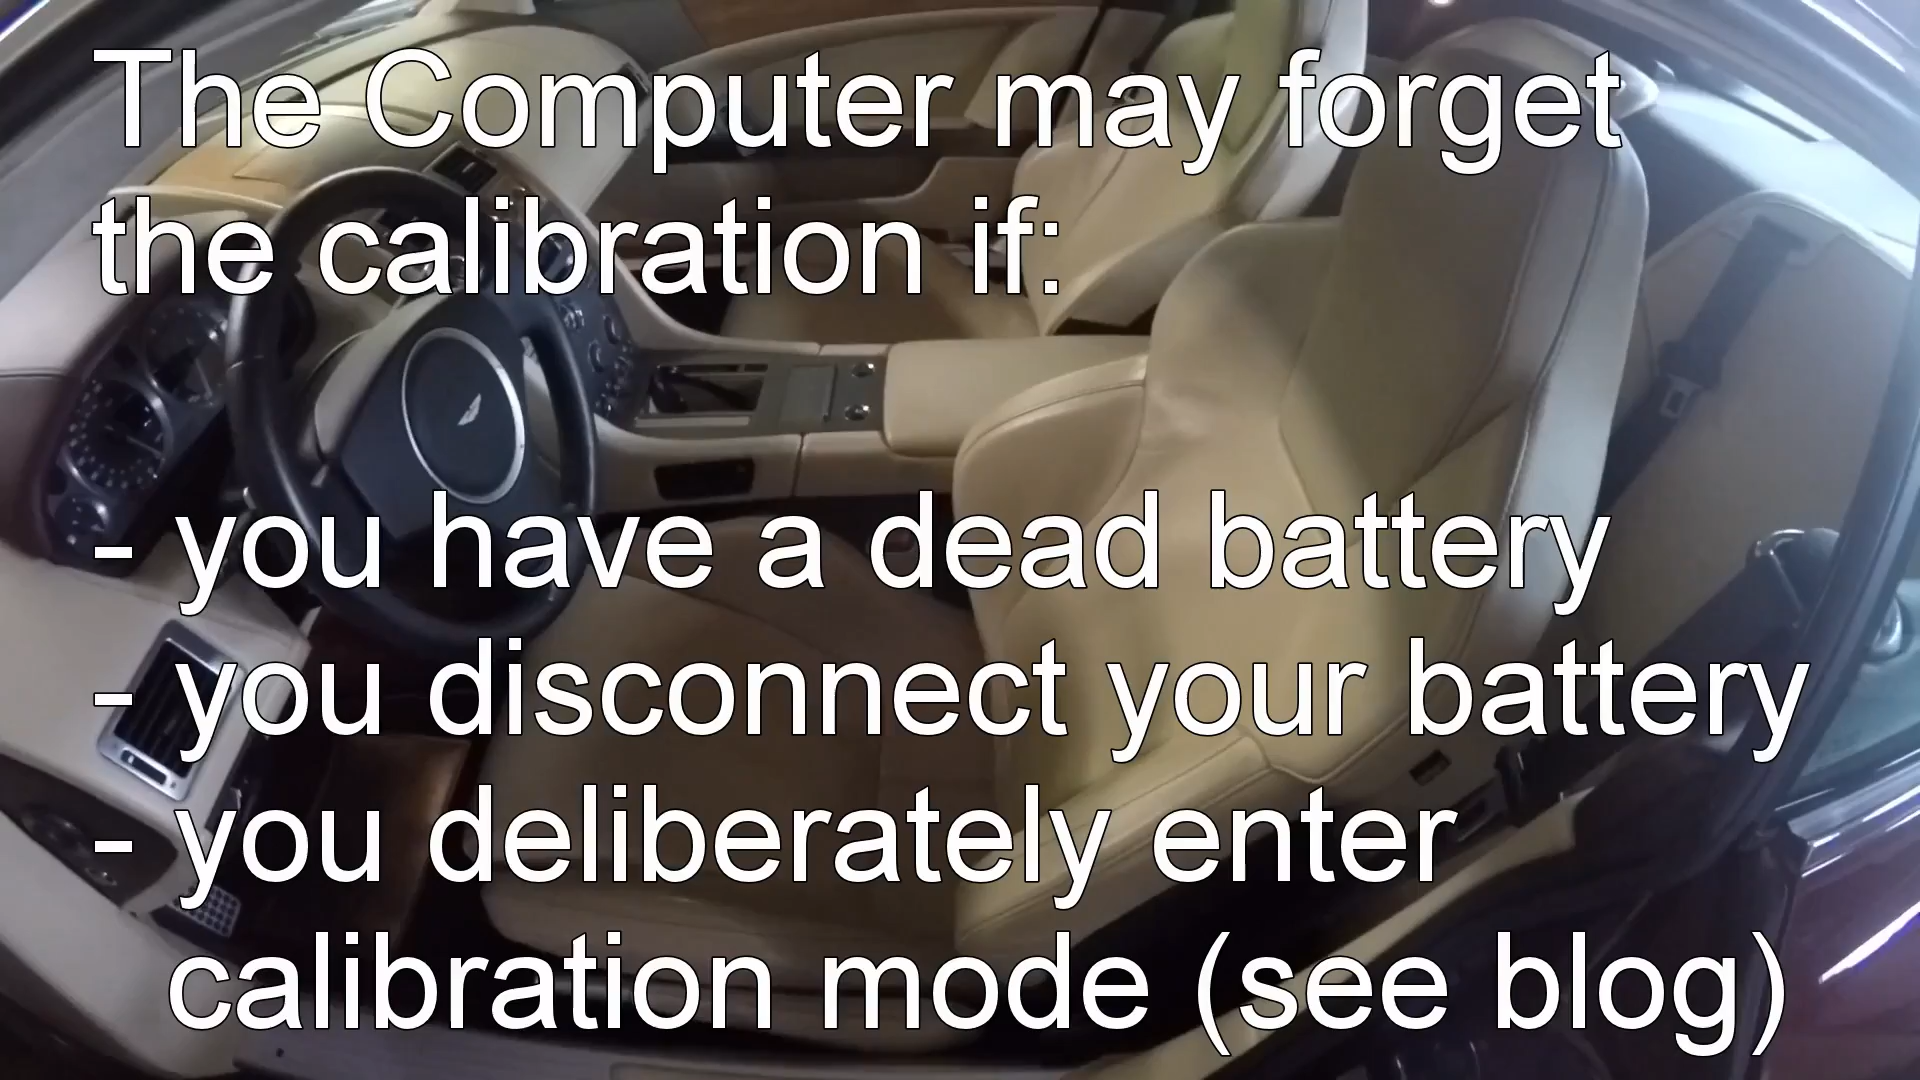 The Computer may forget
the calibration if:
- you have a dead battery
- you disconnect your battery
- you deliberately enter
calibration mode (see blog)